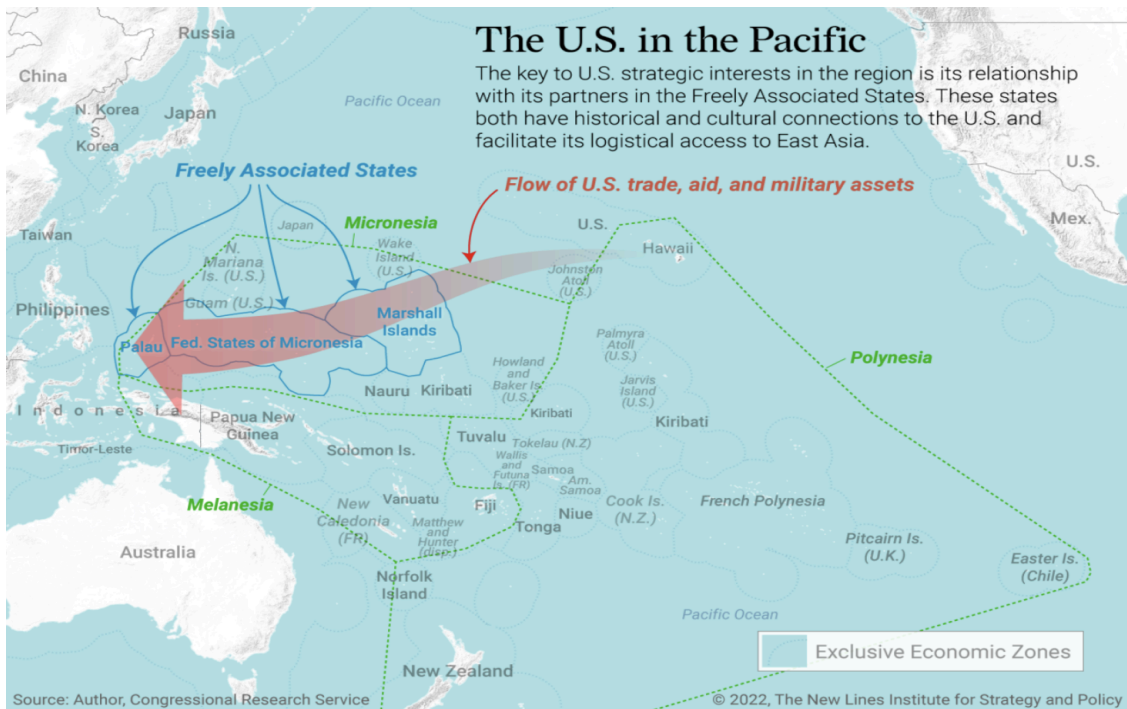 The U.S. in the Pacific
The key to U.S. strategic interests in the region is its relationship
with its partners in the Freely Associated States. These states
both have historical and cultural connections to the U.S. and
facilitate its logistical access to East Asia.
Russia
China
N. Korea
S.
Korea
Japan
Pacific Ocean
U.S.
Mex.
Freely Associated States
Flow of U.S. trade, aid, and military assets
Taiwan
Japan
Micronesia
U.S.
Hawaii
N.
Mariana
Is. (U.S.)
Wake
Island
(U.S.)
Johnston
Atoll
(U.S.)
Philippines
Guam (U.S.)
Marshall
Islands
Palau
Fed. States of Micronesia
Palmyra
Atoll
(U.S.)
Polynesia
Howland
and
Baker Is.
(U.S.)
Jarvis
Island
(U.S.)
Nauru
Kiribati
Kiribati
Kiribati
Indonesia
Papua New
Guinea
Timor-Leste
Solomon Is.
Tuvalu
Tokelau (N.Z)
Wallis
and
Futuna
Is. (FR)
Samoa
Am.
Samoa
Melanesia
New
Caledonia
(FR)
Vanuatu
Fiji
Matthew
and
Hunter
(disp.)
Tonga
Niue
Cook Is.
(N.Z.)
French Polynesia
Australia
Pitcairn Is.
(U.K.)
Easter Is.
(Chile)
Norfolk
Island
Pacific Ocean
New Zealand
Exclusive Economic Zones
Source: Author, Congressional Research Service
© 2022, The New Lines Institute for Strategy and Policy